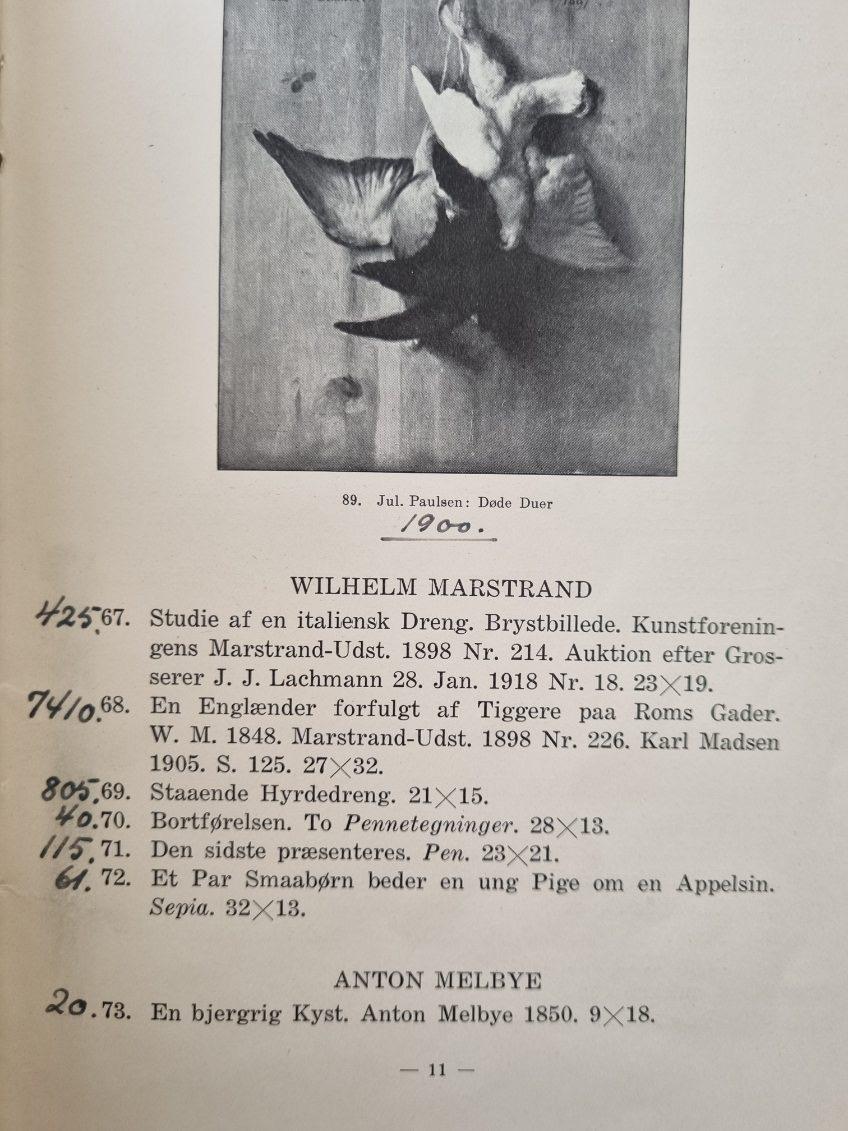 89. Jul. Paulsen: Døde Duer
1900.
WILHELM MARSTRAND
425. 67. Studie af en italiensk Dreng. Brystbillede. Kunstforenin-
gens Marstrand-Udst. 1898 Nr. 214. Auktion efter Gros-
serer J. J. Lachmann 28. Jan. 1918 Nr. 18. 23×19.
7410. 68. En Englænder forfulgt af Tiggere paa Roms Gader.
W. M. 1848. Marstrand-Udst. 1898 Nr. 226. Karl Madsen
1905. S. 125. 27×32.
805. 69. Staaende Hyrdedreng. 21×15.
40. 70. Bortførelsen. To Pennetegninger. 28×13.
115. 71. Den sidste præsenteres. Pen. 23×21.
61. 72. Et Par Smaabørn beder en ung Pige om en Appelsin.
Sepia. 32×13.
ANTON MELBYE
20. 73. En bjergrig Kyst. Anton Melbye 1850. 9×18.
— 11 —